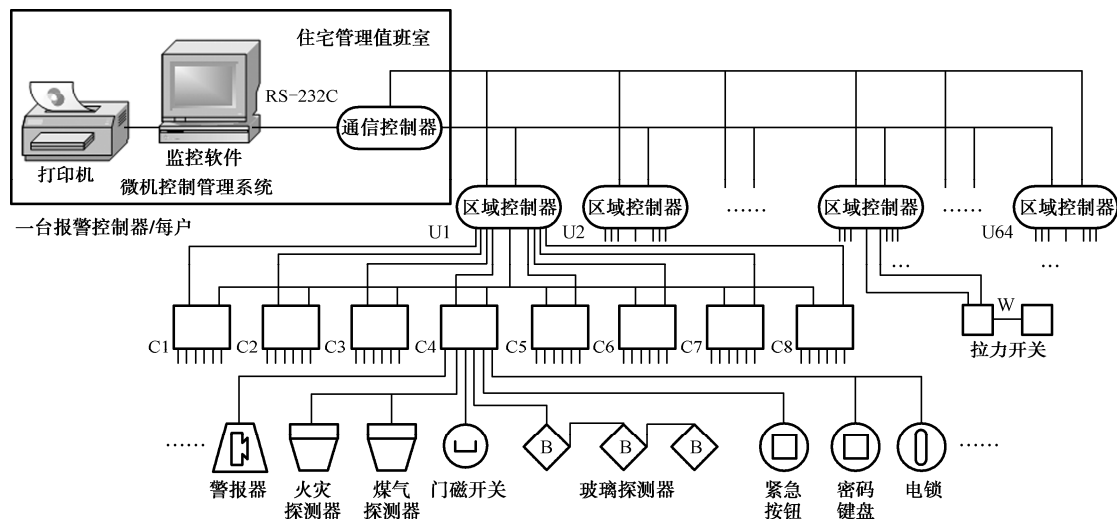 住宅管理值班室
RS-232C
通信控制器
打印机
监控软件
微机控制管理系统
一台报警控制器/每户
区域控制器
区域控制器
……
区域控制器
……
区域控制器
U1
U2
U64
…
…
C1
C2
C3
C4
C5
C6
C7
C8
W
拉力开关
……
B
B
B
……
警报器
火灾
探测器
煤气
探测器
门磁开关
玻璃探测器
紧急
按钮
密码
键盘
电锁